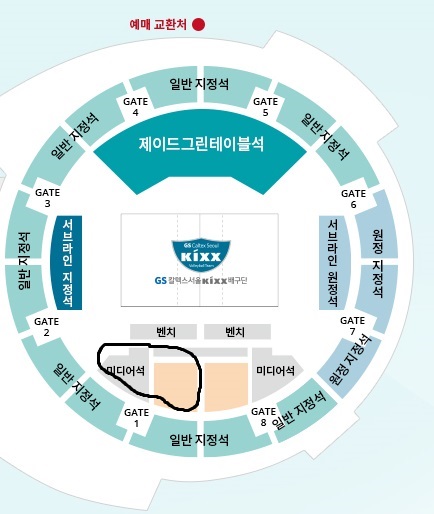 예매 교환처
일반 지정석
GATE
4
GATE
5
일반 지정석
일반 지정석
제이드그린테이블석
GATE
3
GATE
6
일반 지정석
서브라인 지정석
서브라인 원정석
원정 지정석
GS Caltex Seoul
KIXX
Volleyball Team
GS 칼텍스서울KIXX배구단
GATE
2
GATE
7
벤치
벤치
일반 지정석
미디어석
미디어석
원정 지정석
GATE
1
GATE
8
일반 지정석
일반 지정석